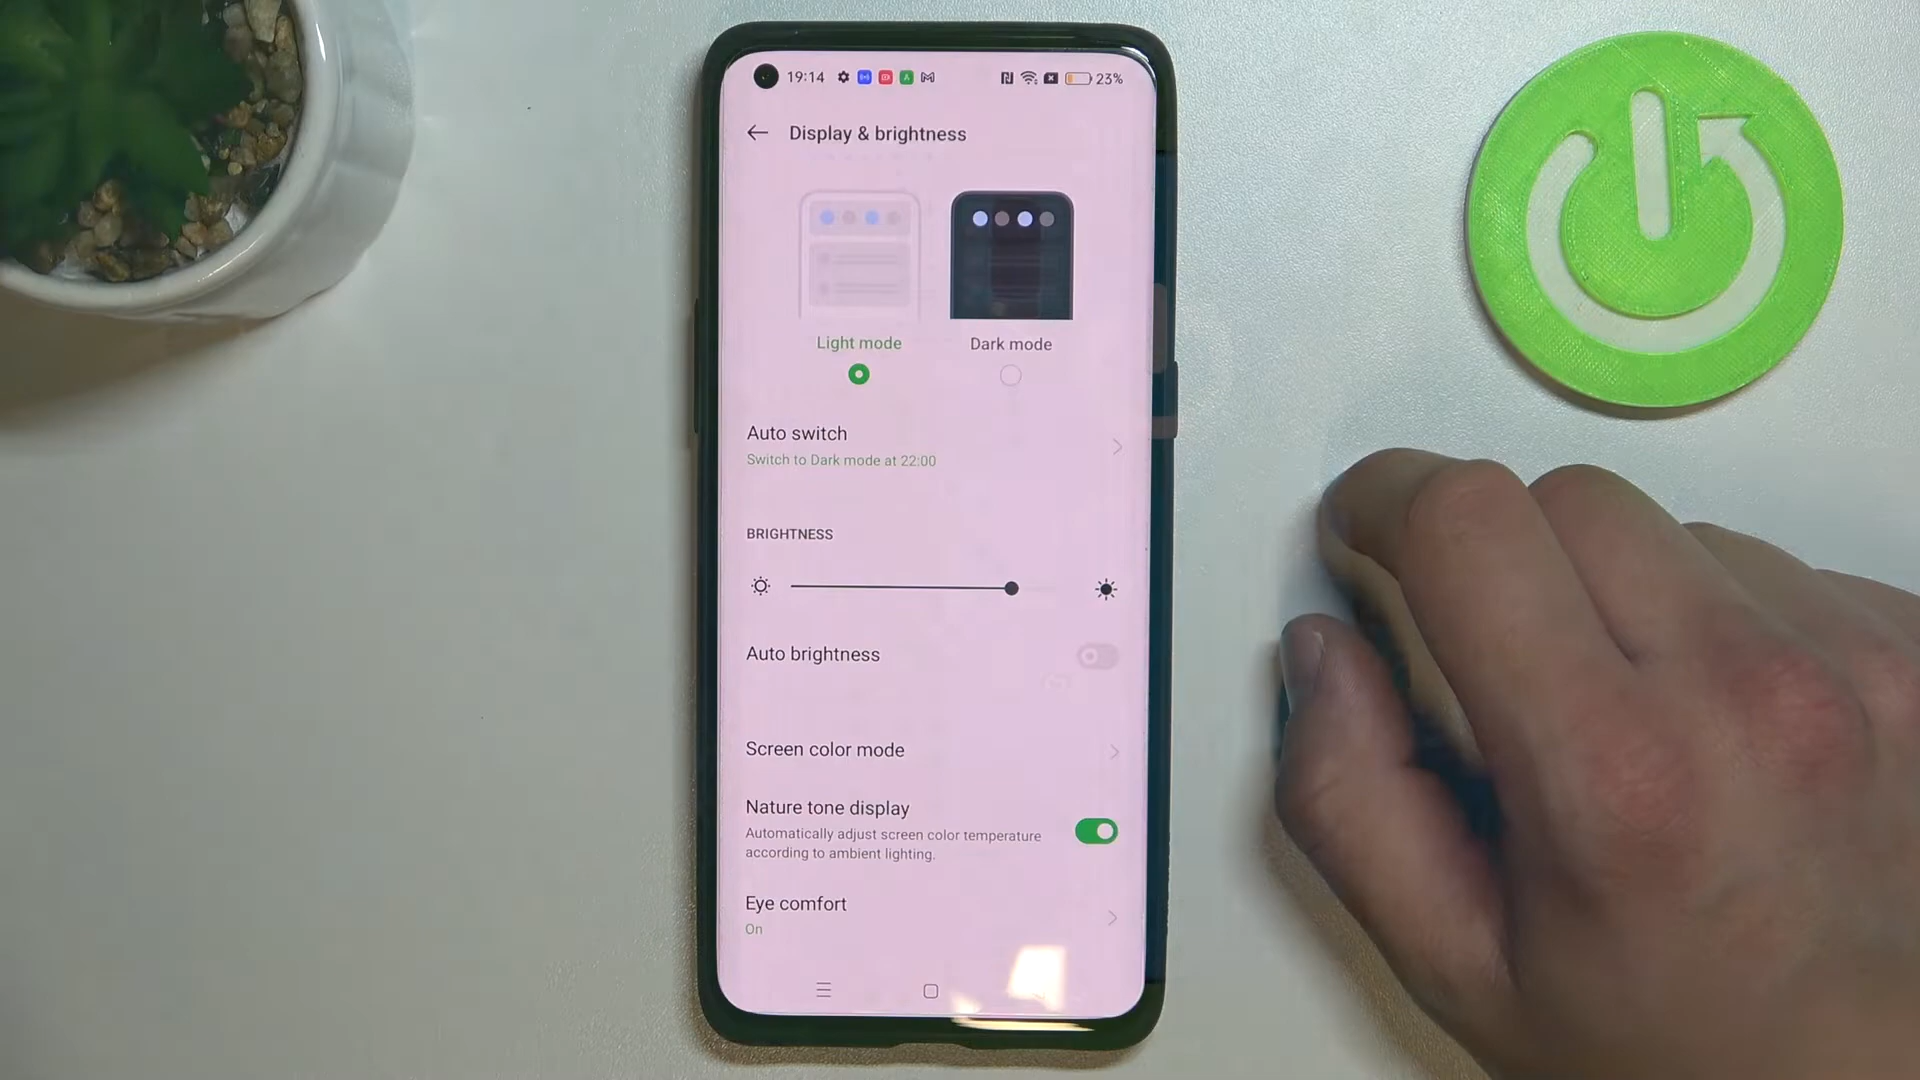 19:14 23%
Display & brightness
Light mode Dark mode
Auto switch
Switch to Dark mode at 22:00
BRIGHTNESS
Auto brightness
Screen color mode
Nature tone display
Automatically adjust screen color temperature
according to ambient lighting.
Eye comfort
On